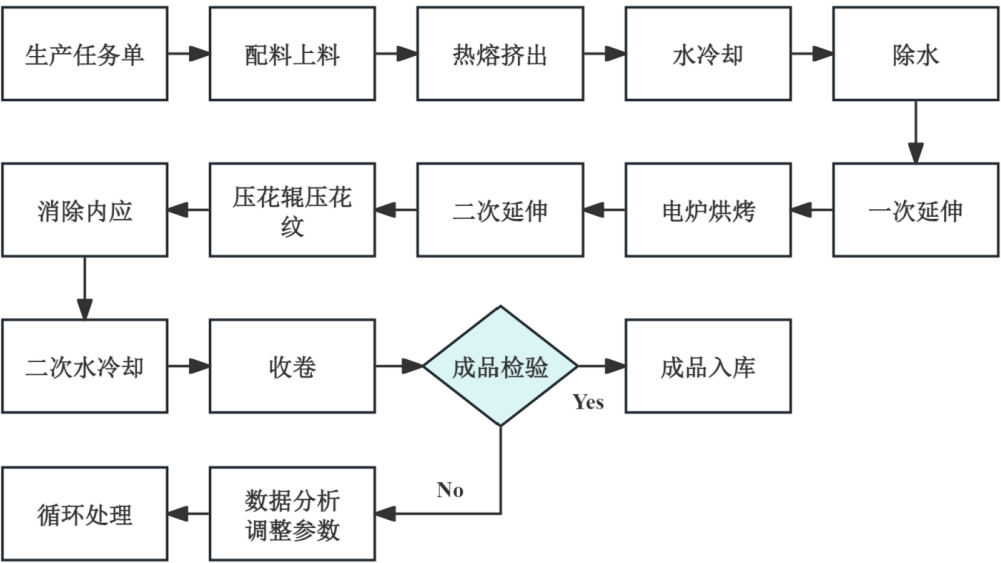 生产任务单
配料上料
热熔挤出
水冷却
除水
消除内应
压花辊压花
纹
二次延伸
电炉烘烤
一次延伸
二次水冷却
收卷
成品检验
成品入库
Yes
No
循环处理
数据分析
调整参数